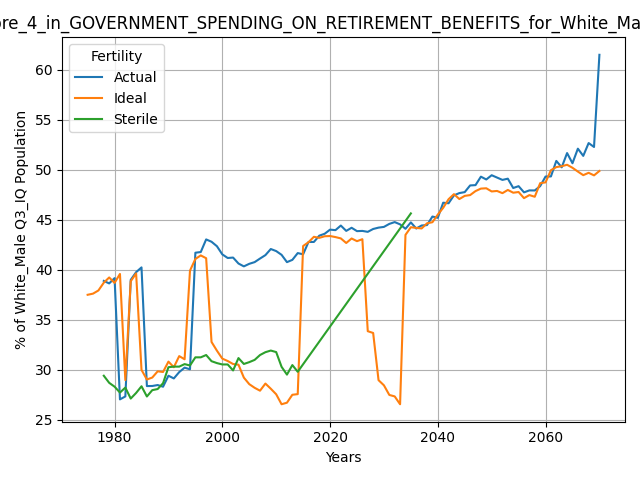 ore_4_in_GOVERNMENT_SPENDING_ON_RETIREMENT_BENEFITS_for_White_Ma
Fertility
Actual
Ideal
Sterile
% of White_Male Q3_IQ Population
60
55
50
45
40
35
30
25
1980
2000
2020
2040
2060
Years